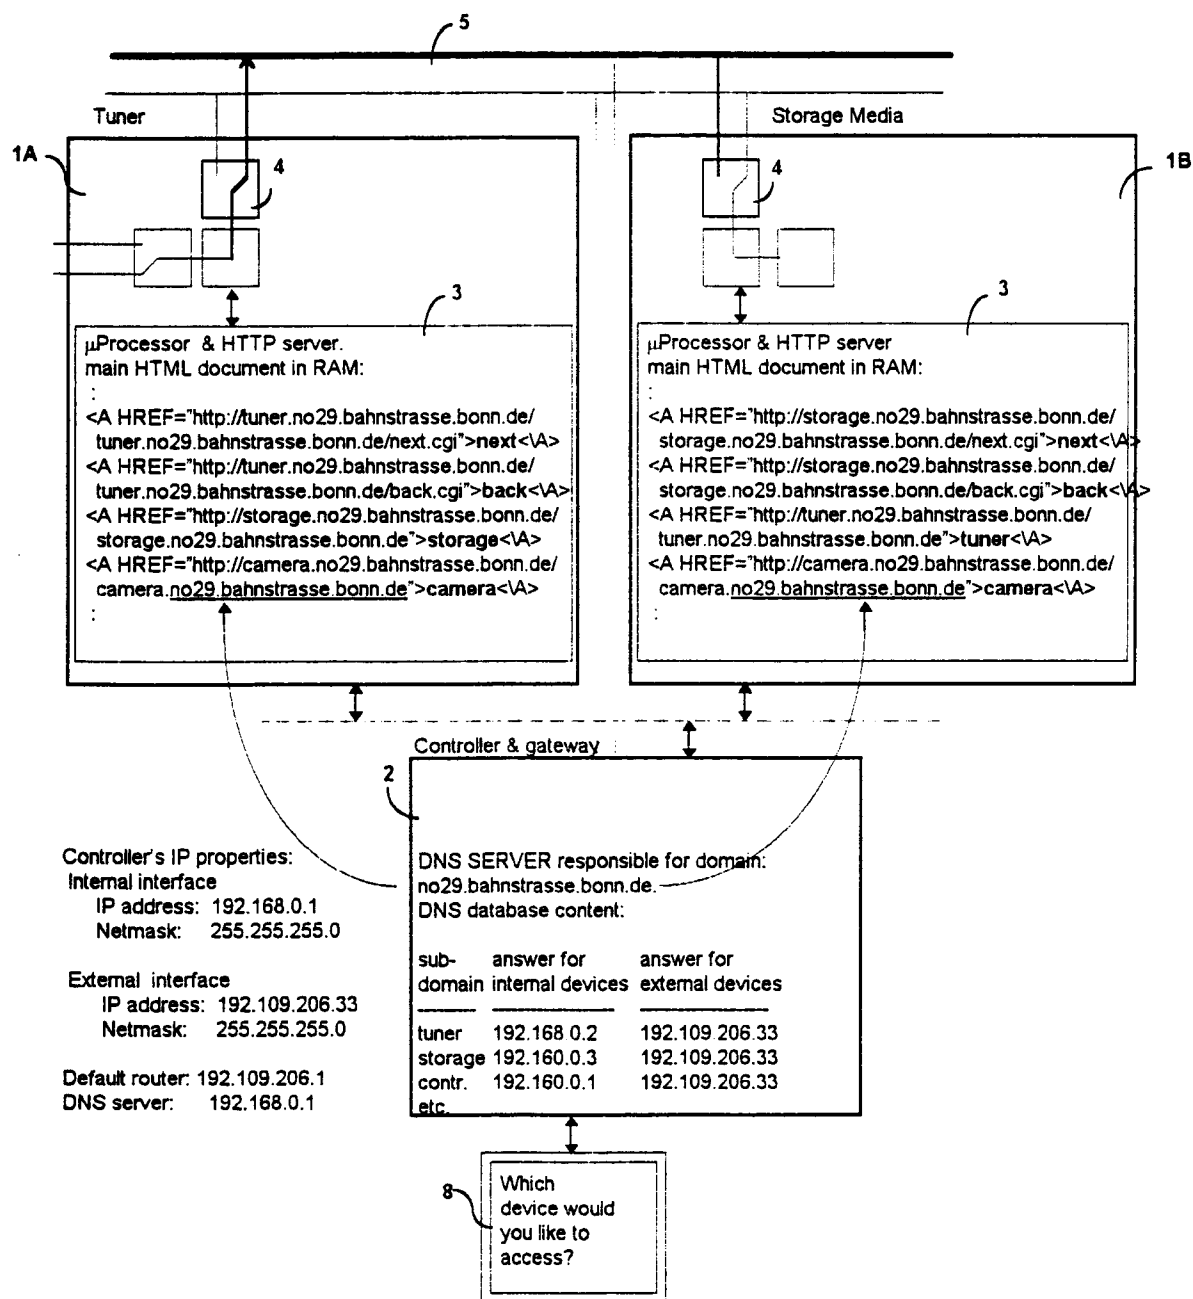 5
Tuner
Storage Media
1A
4
4
1B
3
3
µProcessor & HTTP server.
main HTML document in RAM:
:
<A HREF="http://tuner.no29.bahnstrasse.bonn.de/
tuner.no29.bahnstrasse.bonn.de/next.cgi">next<\A>
<A HREF="http://tuner.no29.bahnstrasse.bonn.de/
tuner.no29.bahnstrasse.bonn.de/back.cgi">back<\A>
<A HREF="http://storage.no29.bahnstrasse.bonn.de/
storage.no29.bahnstrasse.bonn.de">storage<\A>
<A HREF="http://camera.no29.bahnstrasse.bonn.de/
camera.no29.bahnstrasse.bonn.de">camera<\A>
:
µProcessor & HTTP server
main HTML document in RAM:
:
<A HREF="http://storage.no29.bahnstrasse.bonn.de/
storage.no29.bahnstrasse.bonn.de/next.cgi">next<\A>
<A HREF="http://storage.no29.bahnstrasse.bonn.de/
storage.no29.bahnstrasse.bonn.de/back.cgi">back<\A>
<A HREF="http://tuner.no29.bahnstrasse.bonn.de/
tuner.no29.bahnstrasse.bonn.de">tuner<\A>
<A HREF="http://camera.no29.bahnstrasse.bonn.de/
camera.no29.bahnstrasse.bonn.de">camera<\A>
:
Controller & gateway
2
Controller's IP properties:
Internal interface
IP address: 192.168.0.1
Netmask: 255.255.255.0
External interface
IP address: 192.109.206.33
Netmask: 255.255.255.0
Default router: 192.109.206.1
DNS server: 192.168.0.1
DNS SERVER responsible for domain:
no29.bahnstrasse.bonn.de.
DNS database content:
sub- answer for answer for
domain internal devices external devices
tuner 192.168.0.2 192.109.206.33
storage 192.160.0.3 192.109.206.33
contr. 192.160.0.1 192.109.206.33
etc.
8
Which
device would
you like to
access?